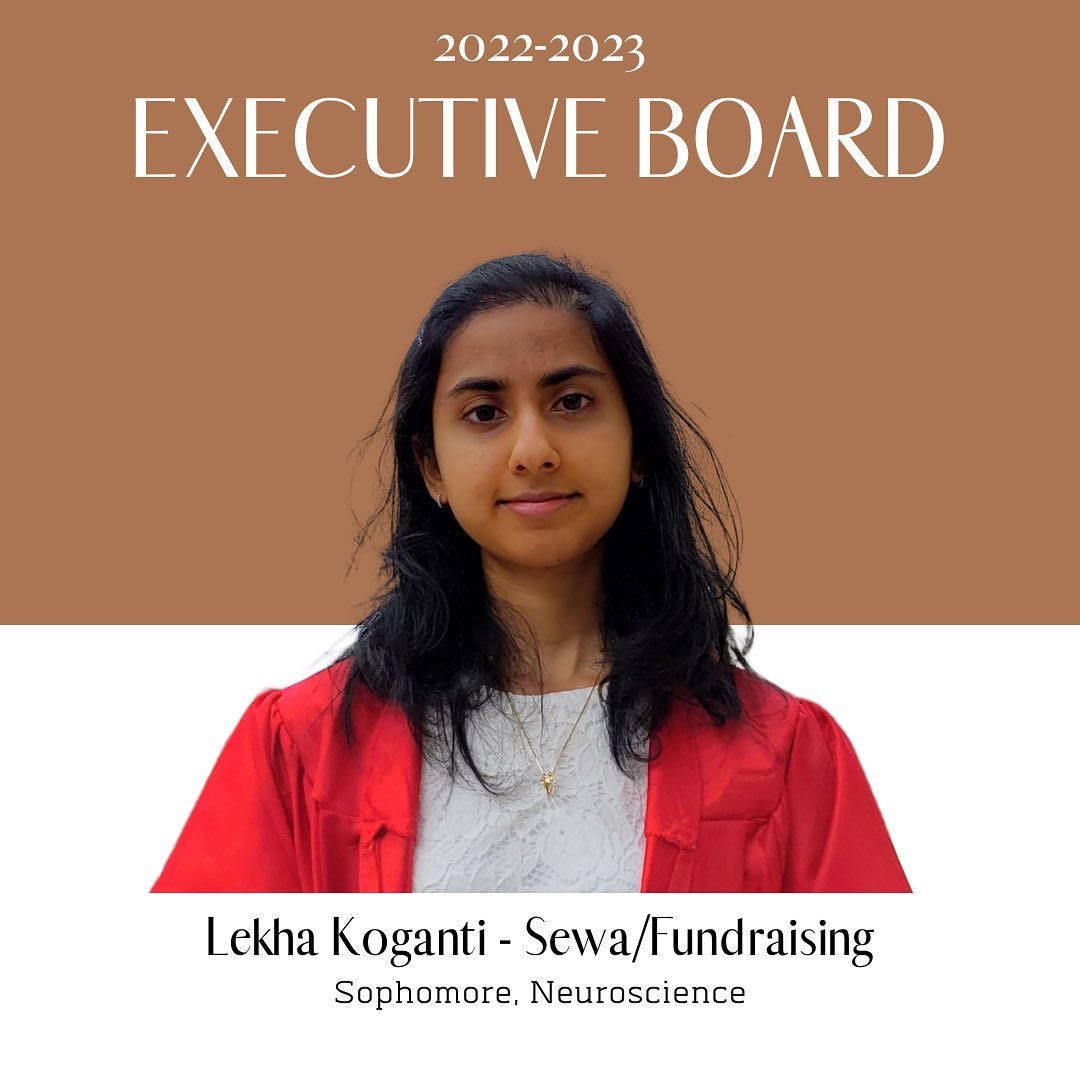 2022-2023
EXECUTIVE BOARD
Lekha Koganti - Sewa/Fundraising
Sophomore, Neuroscience